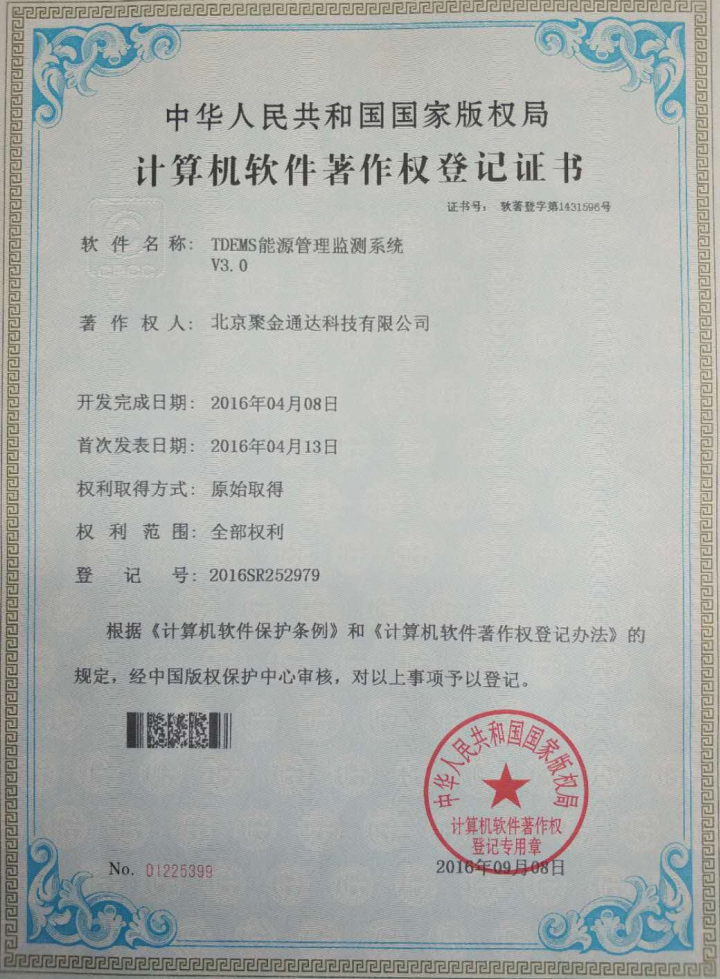 中华人民共和国国家版权局
计算机软件著作权登记证书
证书号： 软著登字第1431596号
软件名称： TDEMS能源管理监测系统
V3.0
著作权人： 北京聚金通达科技有限公司
开发完成日期： 2016年04月08日
首次发表日期： 2016年04月13日
权利取得方式： 原始取得
权利范围： 全部权利
登记号： 2016SR252979
根据《计算机软件保护条例》和《计算机软件著作权登记办法》的
规定，经中国版权保护中心审核，对以上事项予以登记。
中华人民共和国国家版权局
计算机软件著作权
登记专用章
No. 01225399
2016年09月08日